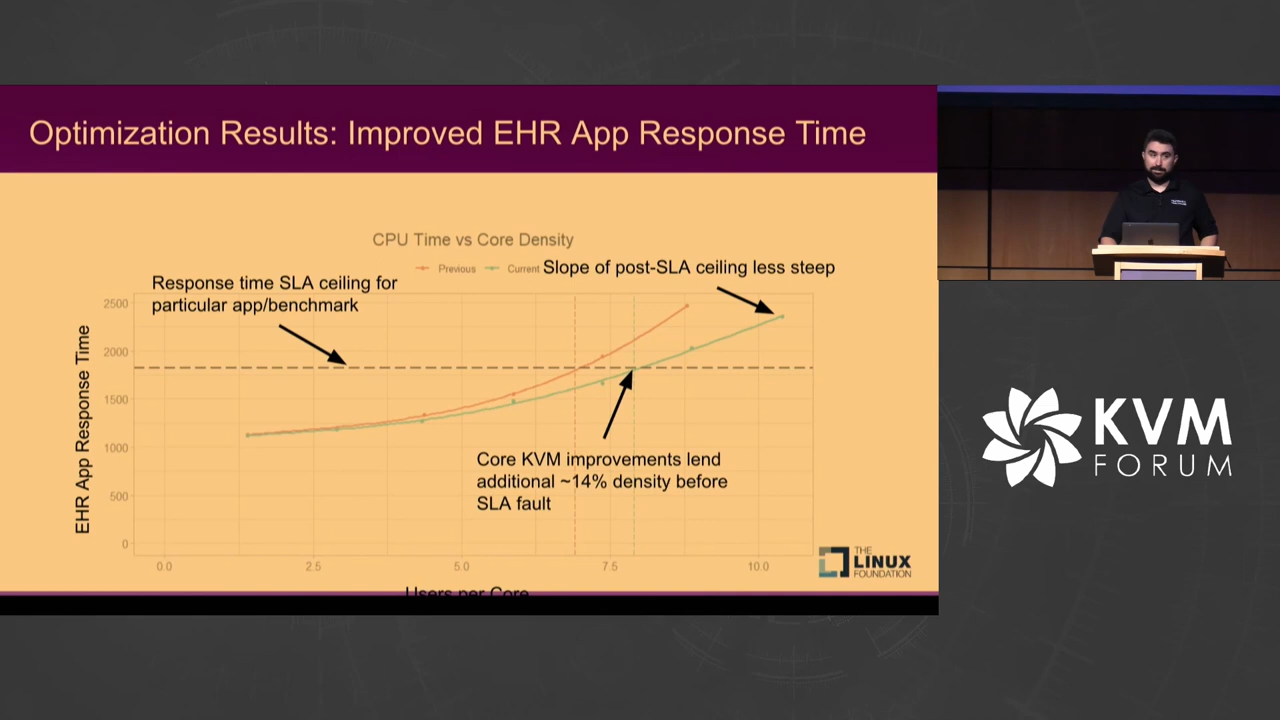 Optimization Results: Improved EHR App Response Time
CPU Time vs Core Density
Previous
Current
Slope of post-SLA ceiling less steep
Response time SLA ceiling for
particular app/benchmark
EHR App Response Time
2500
2000
1500
1000
500
0
Core KVM improvements lend
additional ~14% density before
SLA fault
0.0
2.5
5.0
7.5
10.0
Users per Core
THE
LINUX
FOUNDATION
KVM
FORUM